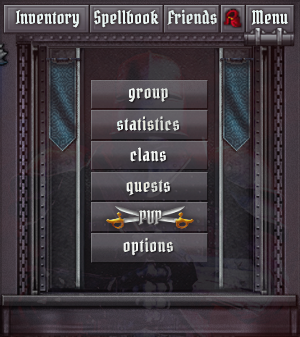 Inventory Spellbook Friends Menu
group
statistics
clans
quests
pvp
options